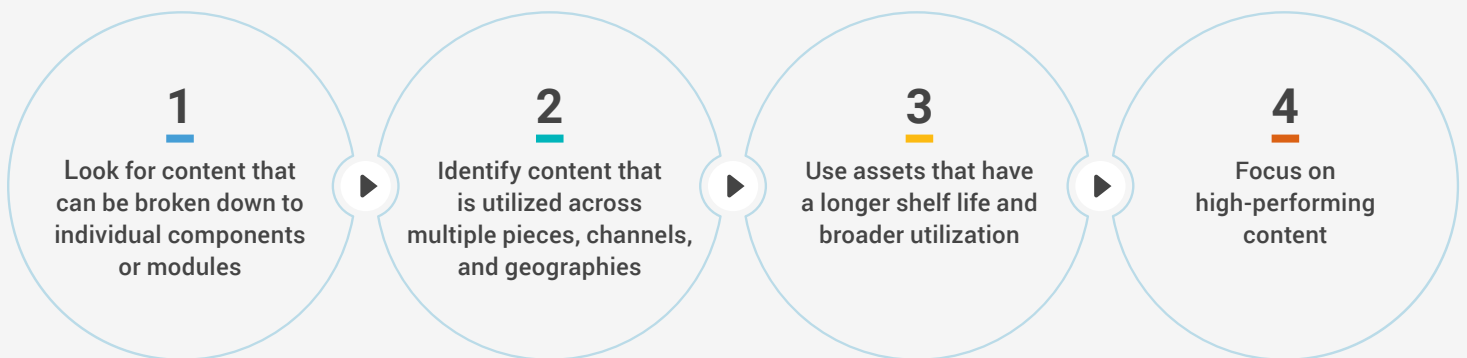 1
Look for content that
can be broken down to
individual components
or modules
2
Identify content that
is utilized across
multiple pieces, channels,
and geographies
3
Use assets that have
a longer shelf life and
broader utilization
4
Focus on
high-performing
content